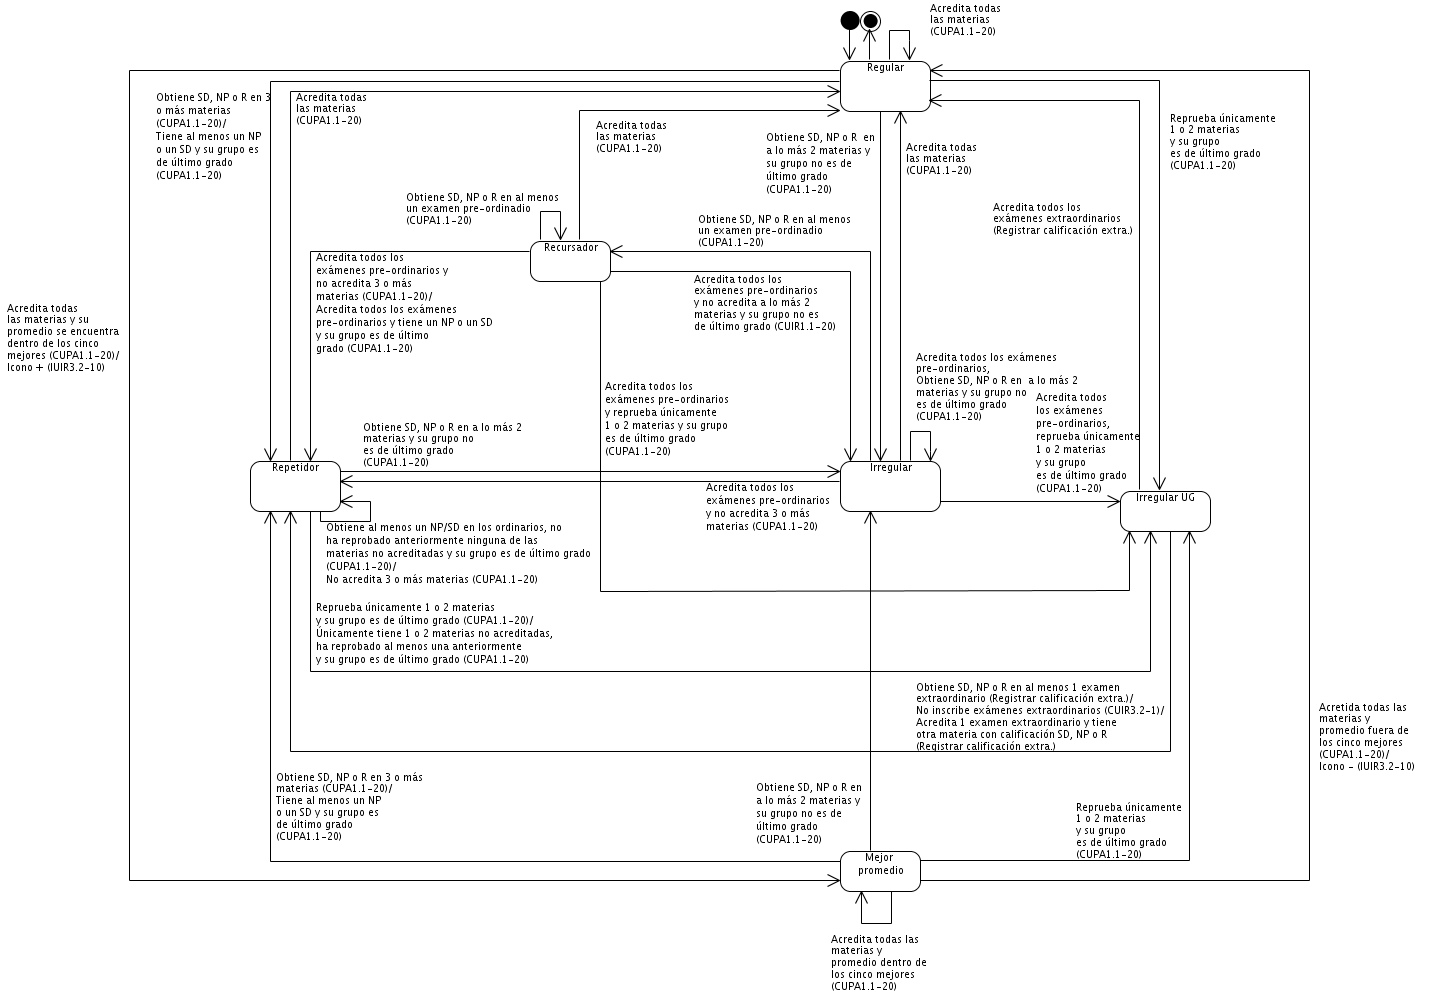 Acredita todas
las materias
(CUPA1.1-20)
Regular
Obtiene SD, NP o R en 3
o más materias
(CUPA1.1-20)/
Tiene al menos un NP
o un SD y su grupo es
de último grado
(CUPA1.1-20)
Acredita todas
las materias
(CUPA1.1-20)
Acredita todas
las materias
(CUPA1.1-20)
Obtiene SD, NP o R en
a lo más 2 materias y
su grupo no es de
último grado
(CUPA1.1-20)
Acredita todas
las materias
(CUPA1.1-20)
Reprueba únicamente
1 o 2 materias
y su grupo
es de último grado
(CUPA1.1-20)
Obtiene SD, NP o R en al menos
un examen pre-ordinadio
(CUPA1.1-20)
Obtiene SD, NP o R en al menos
un examen pre-ordinadio
(CUPA1.1-20)
Acredita todos los
exámenes extraordinarios
(Registrar calificación extra.)
Recursador
Acredita todos los
exámenes pre-ordinarios y
no acredita 3 o más
materias (CUPA1.1-20)/
Acredita todos los exámenes
pre-ordinarios y tiene un NP o un SD
y su grupo es de último
grado (CUPA1.1-20)
Acredita todos los
exámenes pre-ordinarios
y no acredita a lo más 2
materias y su grupo no es
de último grado (CUIR1.1-20)
Acredita todas
las materias y su
promedio se encuentra
dentro de los cinco
mejores (CUPA1.1-20)/
Icono + (IUIR3.2-10)
Acredita todos los
exámenes pre-ordinarios
y reprueba únicamente
1 o 2 materias y su grupo
es de último grado
(CUPA1.1-20)
Acredita todos los exámenes
pre-ordinarios,
Obtiene SD, NP o R en a lo más 2
materias y su grupo no
es de último grado
(CUPA1.1-20)
Acredita todos
los exámenes
pre-ordinarios,
reprueba únicamente
1 o 2 materias
y su grupo
es de último grado
(CUPA1.1-20)
Obtiene SD, NP o R en a lo más 2
materias y su grupo no
es de último grado
(CUPA1.1-20)
Repetidor
Irregular
Irregular UG
Acredita todos los
exámenes pre-ordinarios
y no acredita 3 o más
materias (CUPA1.1-20)
Obtiene al menos un NP/SD en los ordinarios, no
ha reprobado anteriormente ninguna de las
materias no acreditadas y su grupo es de último grado
(CUPA1.1-20)/
No acredita 3 o más materias (CUPA1.1-20)
Reprueba únicamente 1 o 2 materias
y su grupo es de último grado (CUPA1.1-20)/
Únicamente tiene 1 o 2 materias no acreditadas,
ha reprobado al menos una anteriormente
y su grupo es de último grado (CUPA1.1-20)
Obtiene SD, NP o R en al menos 1 examen
extraordinario (Registrar calificación extra.)/
No inscribe exámenes extraordinarios (CUIR3.2-1)/
Acredita 1 examen extraordinario y tiene
otra materia con calificación SD, NP o R
(Registrar calificación extra.)
Acretida todas las
materias y
promedio fuera de
los cinco mejores
(CUPA1.1-20)/
Icono - (IUIR3.2-10)
Obtiene SD, NP o R en 3 o más
materias (CUPA1.1-20)/
Tiene al menos un NP
o un SD y su grupo es
de último grado
(CUPA1.1-20)
Obtiene SD, NP o R en
a lo más 2 materias y
su grupo no es de
último grado
(CUPA1.1-20)
Reprueba únicamente
1 o 2 materias
y su grupo
es de último grado
(CUPA1.1-20)
Mejor
promedio
Acredita todas las
materias y
promedio dentro de
los cinco mejores
(CUPA1.1-20)